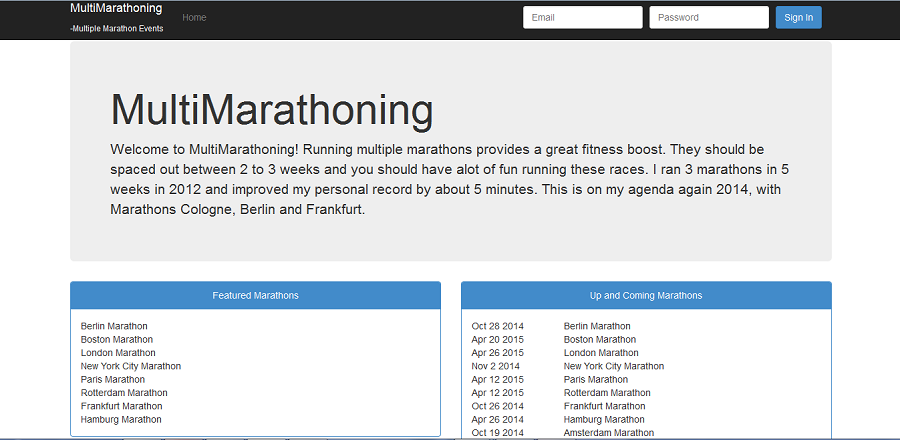 MultiMarathoning
-Multiple Marathon Events
Home
Email
Password
Sign In
MultiMarathoning
Welcome to MultiMarathoning! Running multiple marathons provides a great fitness boost. They should be
spaced out between 2 to 3 weeks and you should have alot of fun running these races. I ran 3 marathons in 5
weeks in 2012 and improved my personal record by about 5 minutes. This is on my agenda again 2014, with
Marathons Cologne, Berlin and Frankfurt.
Featured Marathons
Berlin Marathon
Boston Marathon
London Marathon
New York City Marathon
Paris Marathon
Rotterdam Marathon
Frankfurt Marathon
Hamburg Marathon
Up and Coming Marathons
Oct 28 2014 Berlin Marathon
Apr 20 2015 Boston Marathon
Apr 26 2015 London Marathon
Nov 2 2014 New York City Marathon
Apr 12 2015 Paris Marathon
Apr 12 2015 Rotterdam Marathon
Oct 26 2014 Frankfurt Marathon
Apr 26 2014 Hamburg Marathon
Oct 19 2014 Amsterdam Marathon